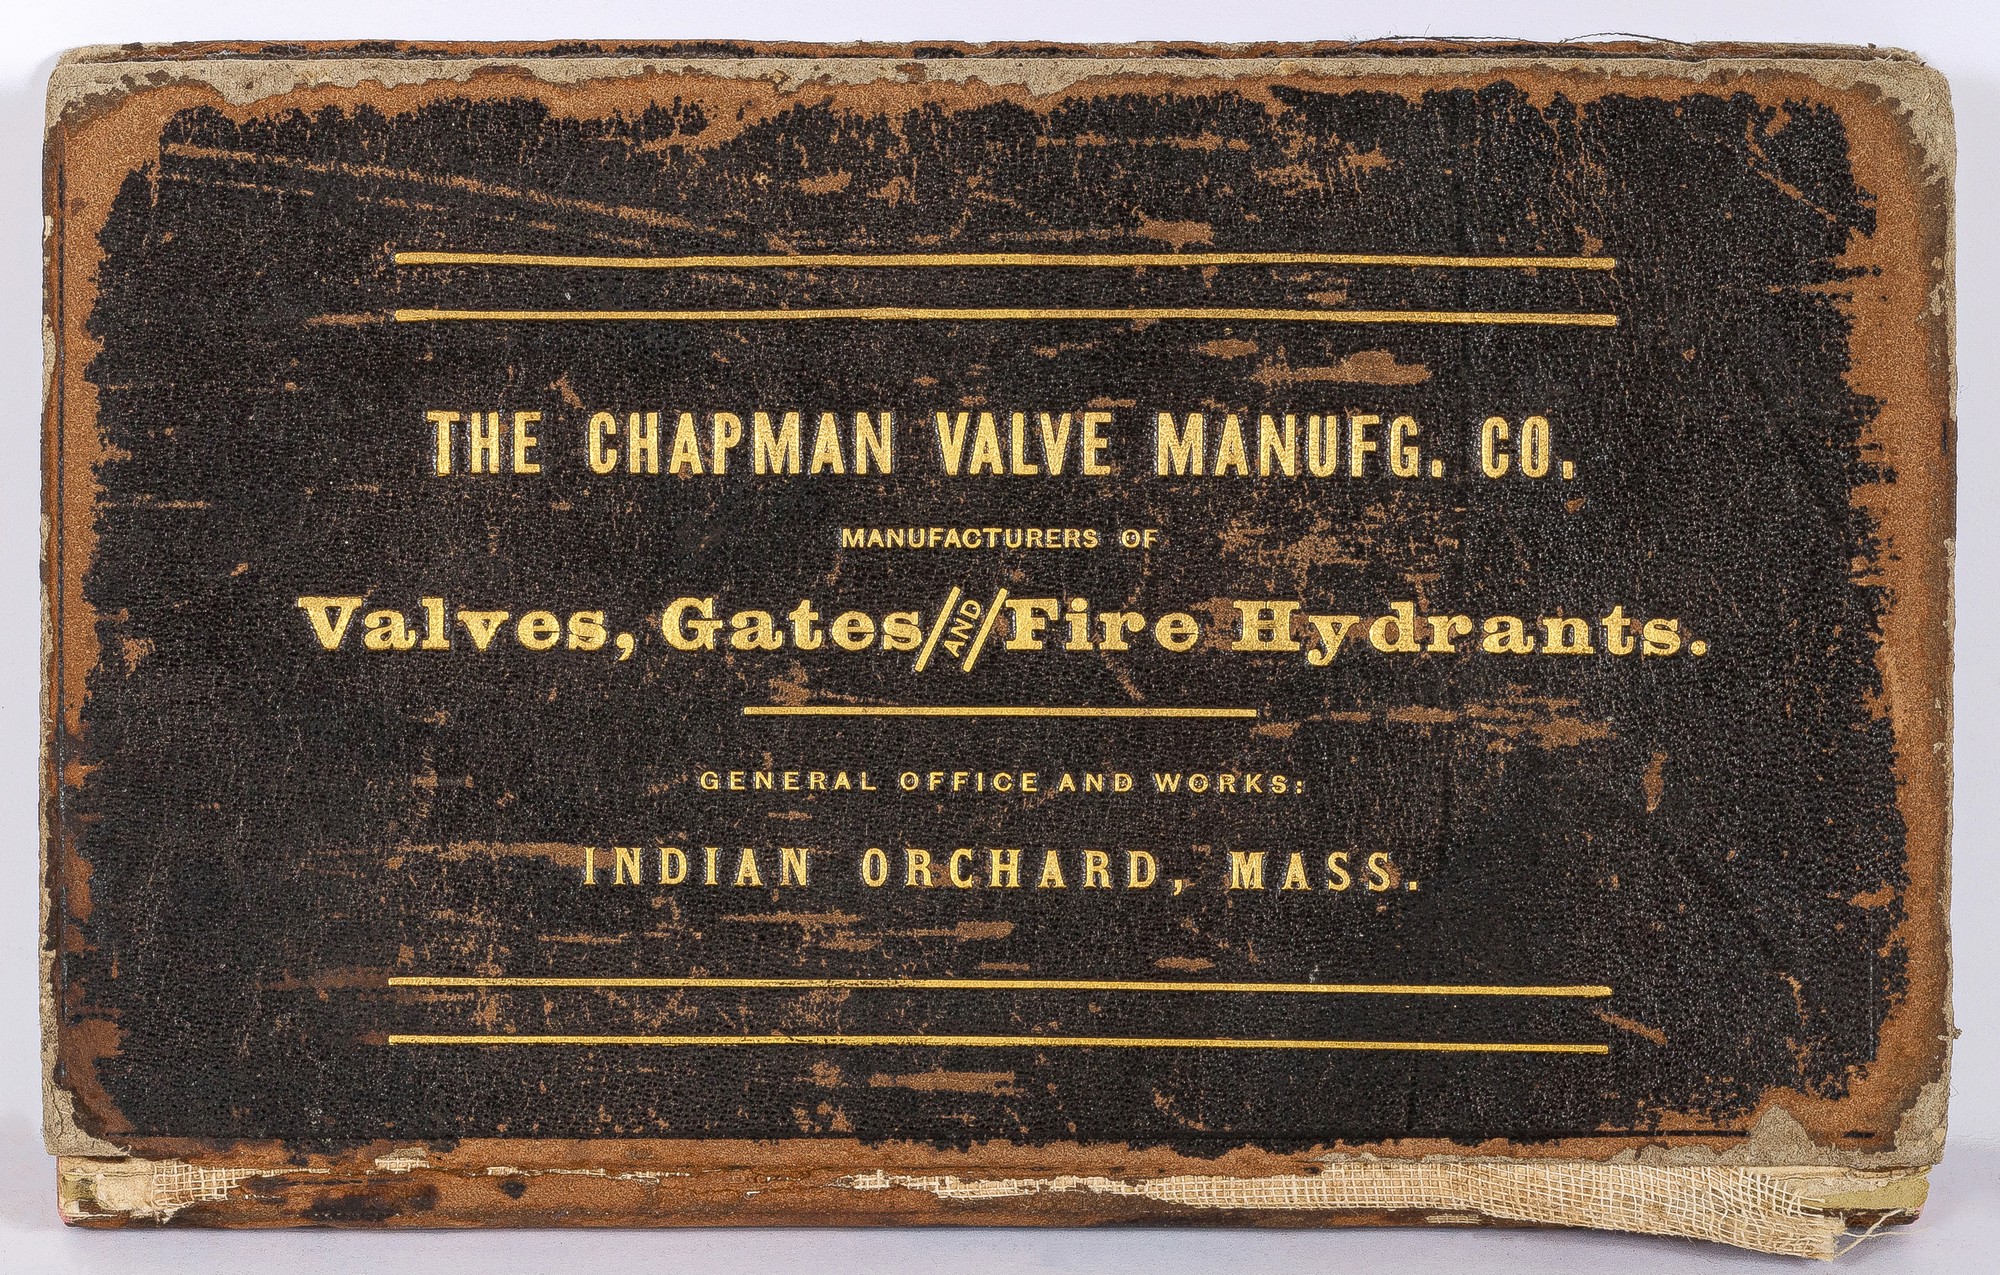 THE CHAPMAN VALVE MANUFG. CO.
MANUFACTURERS OF
Valves, Gates AND Fire Hydrants.
GENERAL OFFICE AND WORKS:
INDIAN ORCHARD, MASS.